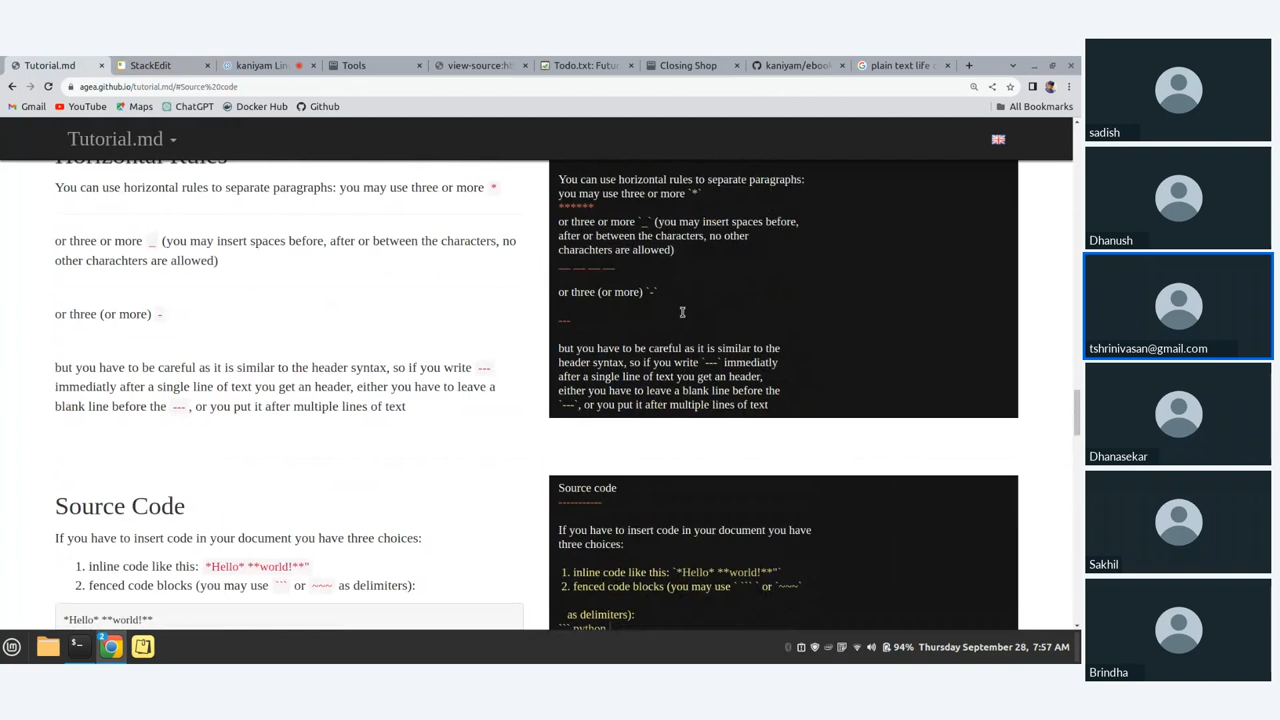 Tutorial.md
StackEdit
kaniyam Lin
Tools
view-source:ht
Todo.txt: Futur
Closing Shop
kaniyam/ebook
plain text life c
agea.github.io/tutorial.md/#Source%20code
Gmail
YouTube
Maps
ChatGPT
Docker Hub
Github
All Bookmarks
Tutorial.md
Horizontal Rules
You can use horizontal rules to separate paragraphs: you may use three or more *
or three or more _ (you may insert spaces before, after or between the characters, no
other charachters are allowed)
or three (or more) -
but you have to be careful as it is similar to the header syntax, so if you write ---
immediatly after a single line of text you get an header, either you have to leave a
blank line before the ---, or you put it after multiple lines of text
Source Code
If you have to insert code in your document you have three choices:
1. inline code like this: *Hello* **world!**"
2. fenced code blocks (you may use ``` or ~~~ as delimiters):
*Hello* **world!**
You can use horizontal rules to separate paragraphs:
you may use three or more `*`
******
or three or more `_` (you may insert spaces before,
after or between the characters, no other
charachters are allowed)
___ ___ ___ ___
or three (or more) `-`
---
but you have to be careful as it is similar to the
header syntax, so if you write `---` immediatly
after a single line of text you get an header,
either you have to leave a blank line before the
`---`, or you put it after multiple lines of text
Source code
-----------
If you have to insert code in your document you have
three choices:
1. inline code like this: `*Hello* **world!**"`
2. fenced code blocks (you may use ` ``` ` or `~~~`
as delimiters):
``` python
2
94% Thursday September 28, 7:57 AM
sadish
Dhanush
tshrinivasan@gmail.com
Dhanasekar
Sakhil
Brindha